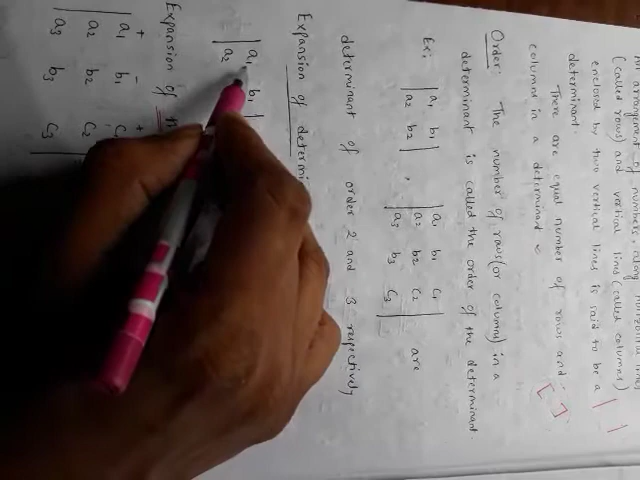 An arrangement of numbers along horizontal lines
(called rows) and vertical lines (called columns)
enclosed by two vertical lines is said to be a | |
determinant.
There are equal number of rows and - [ ]
columns in a determinant
Order: The number of rows (or columns) in a
determinant is called the order of the determinant.
Ex: | a1 b1 | , | a1 b1 c1 |
| a2 b2 | | a2 b2 c2 | are
| a3 b3 c3 |
determinant of order 2 and 3 repectively
Expansion of determi
| a1 b1 |
| a2
Expansion of
+ - +
| a1 b1 c
| a2 b2 c2
| a3 b3 c3 |